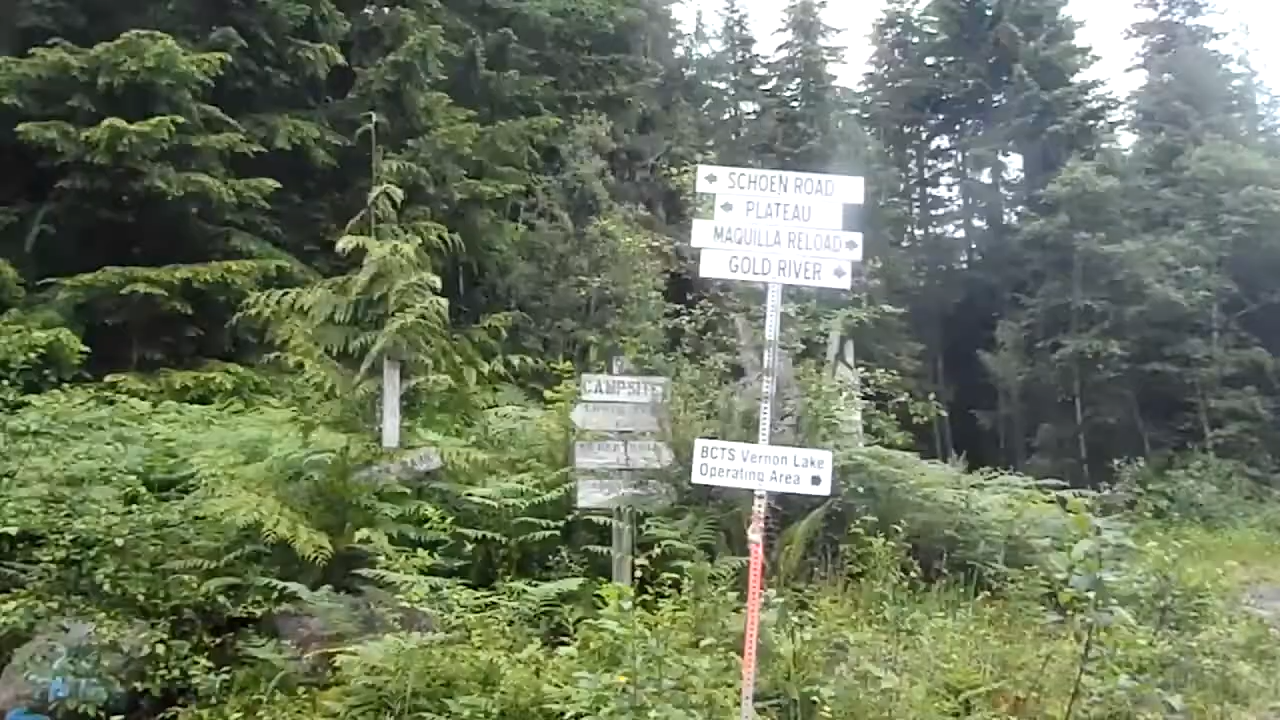 SCHOEN ROAD
PLATEAU
MAQUILLA RELOAD
GOLD RIVER
CAMPSITE
BCTS Vernon Lake
Operating Area